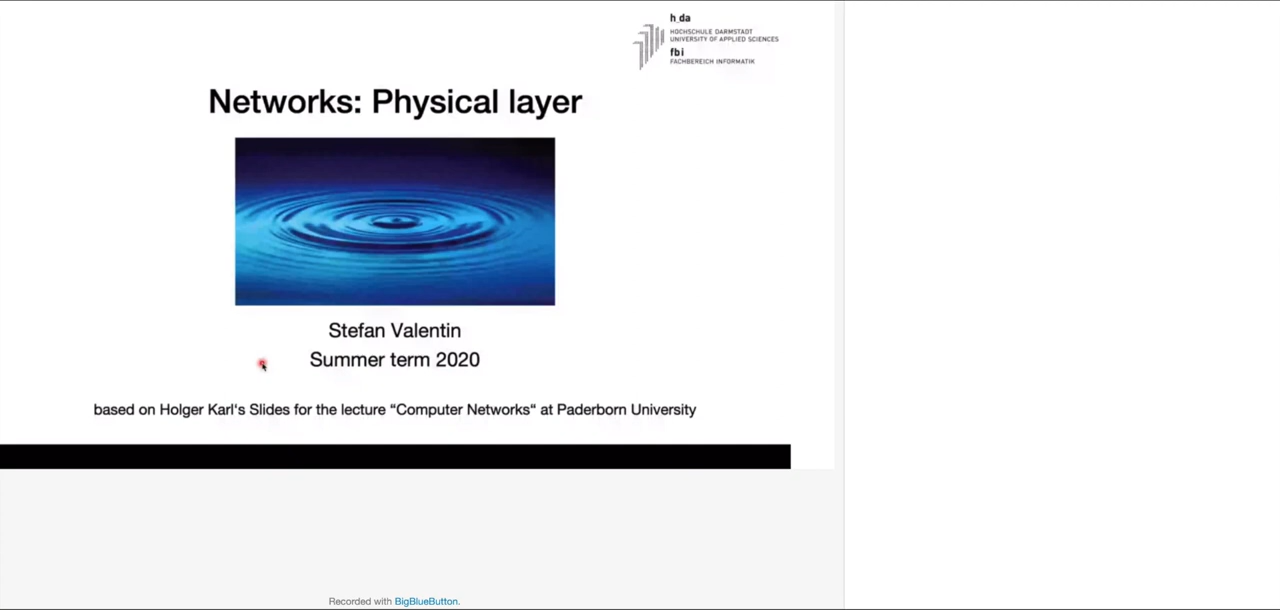 h_da
HOCHSCHULE DARMSTADT
UNIVERSITY OF APPLIED SCIENCES
fbi
FACHBEREICH INFORMATIK
Networks: Physical layer
Stefan Valentin
Summer term 2020
based on Holger Karl's Slides for the lecture "Computer Networks" at Paderborn University
Recorded with BigBlueButton.